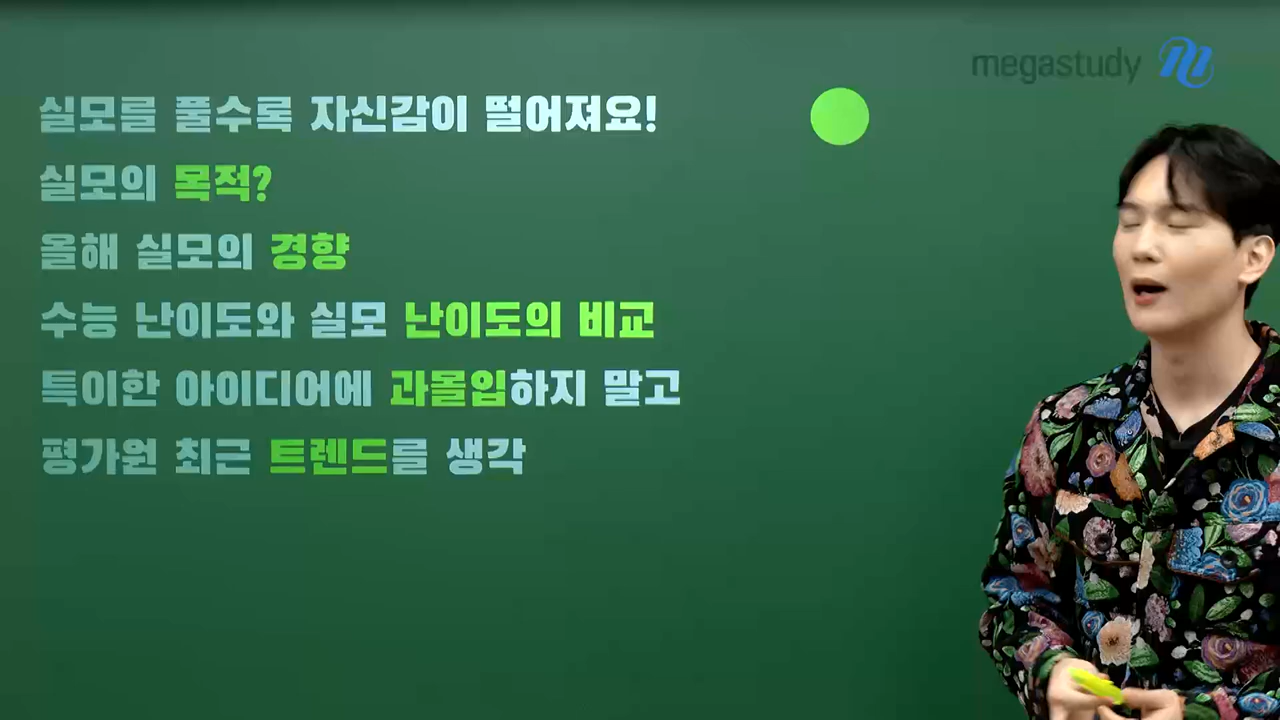 megastudy
실모를 풀수록 자신감이 떨어져요!
실모의 목적?
올해 실모의 경향
수능 난이도와 실모 난이도의 비교
특이한 아이디어에 과몰입하지 말고
평가원 최근 트렌드를 생각